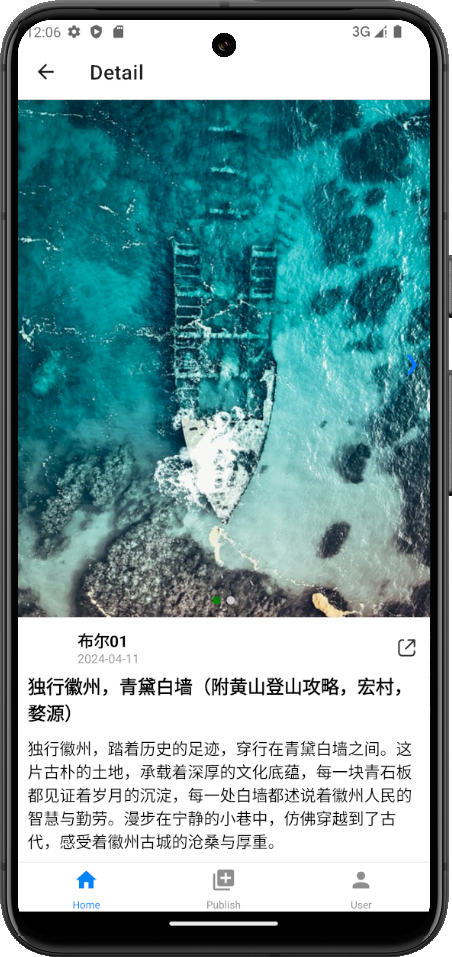 12:06
3G
Detail
布尔01
2024-04-11
独行徽州，青黛白墙（附黄山登山攻略，宏村，
婺源）
独行徽州，踏着历史的足迹，穿行在青黛白墙之间。这
片古朴的土地，承载着深厚的文化底蕴，每一块青石板
都见证着岁月的沉淀，每一处白墙都述说着徽州人民的
智慧与勤劳。漫步在宁静的小巷中，仿佛穿越到了古
代，感受着徽州古城的沧桑与厚重。
Home
Publish
User